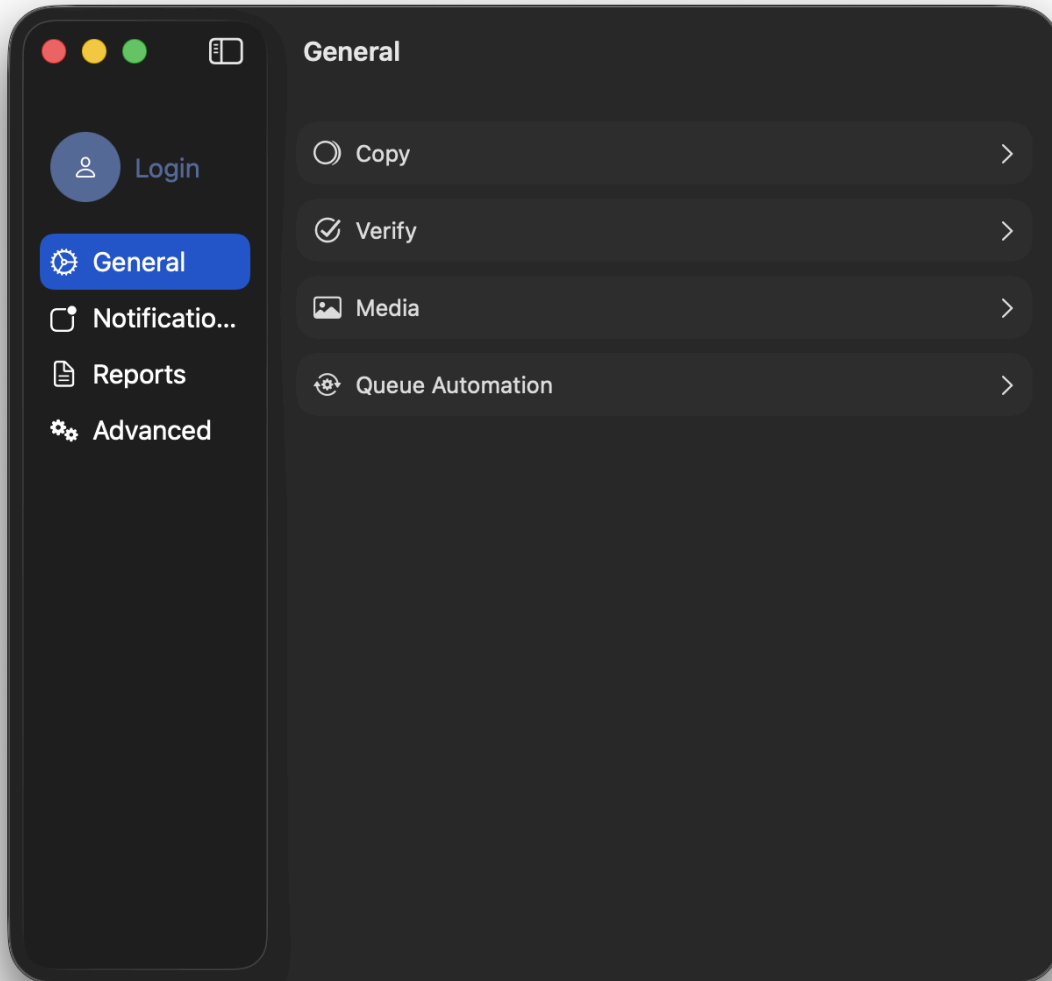 General
Login
General
Notificatio...
Reports
Advanced
Copy
Verify
Media
Queue Automation